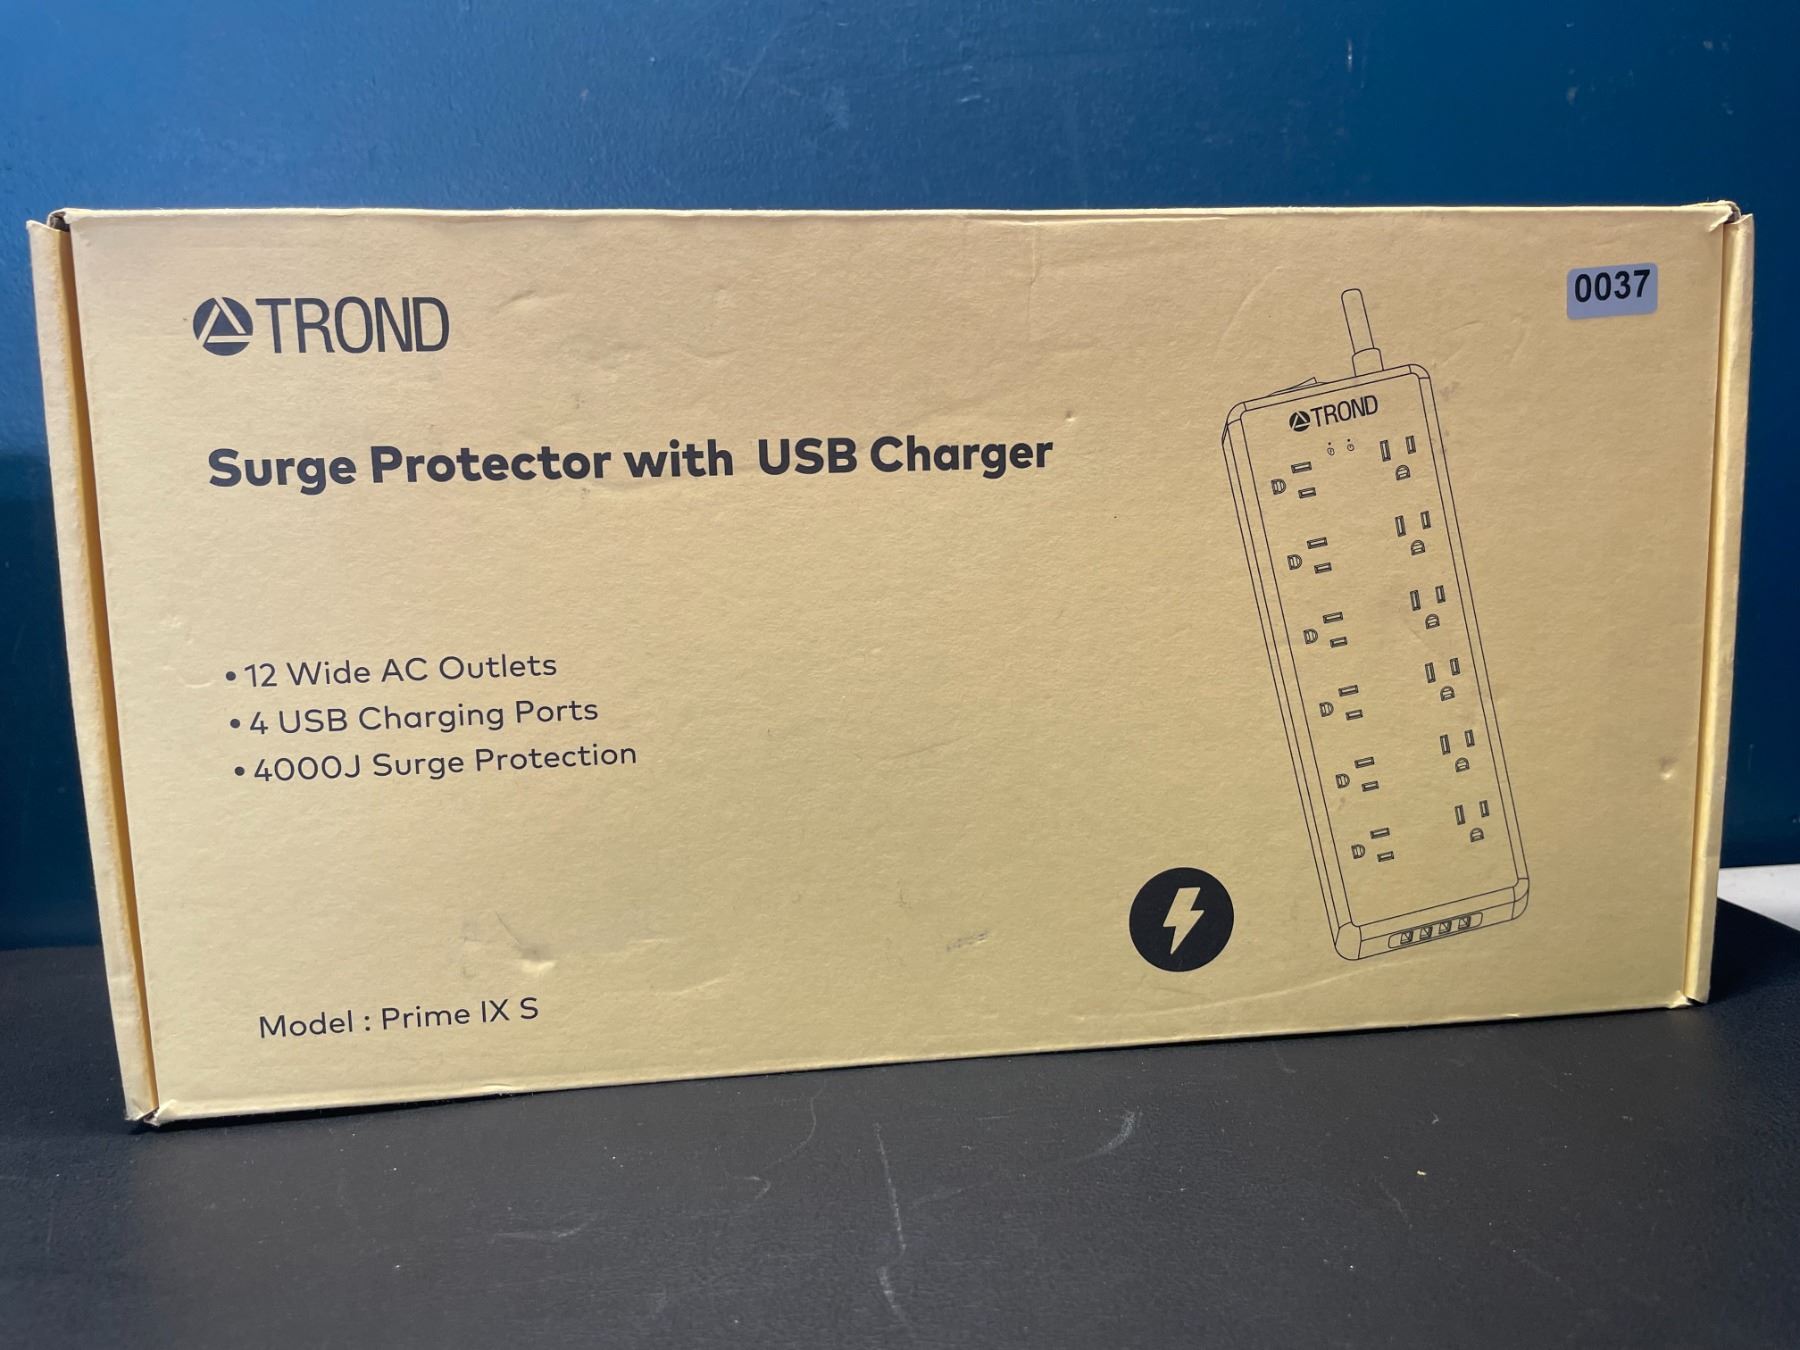 TROND
0037
TROND
Surge Protector with USB Charger
• 12 Wide AC Outlets
• 4 USB Charging Ports
• 4000J Surge Protection
Model : Prime IX S